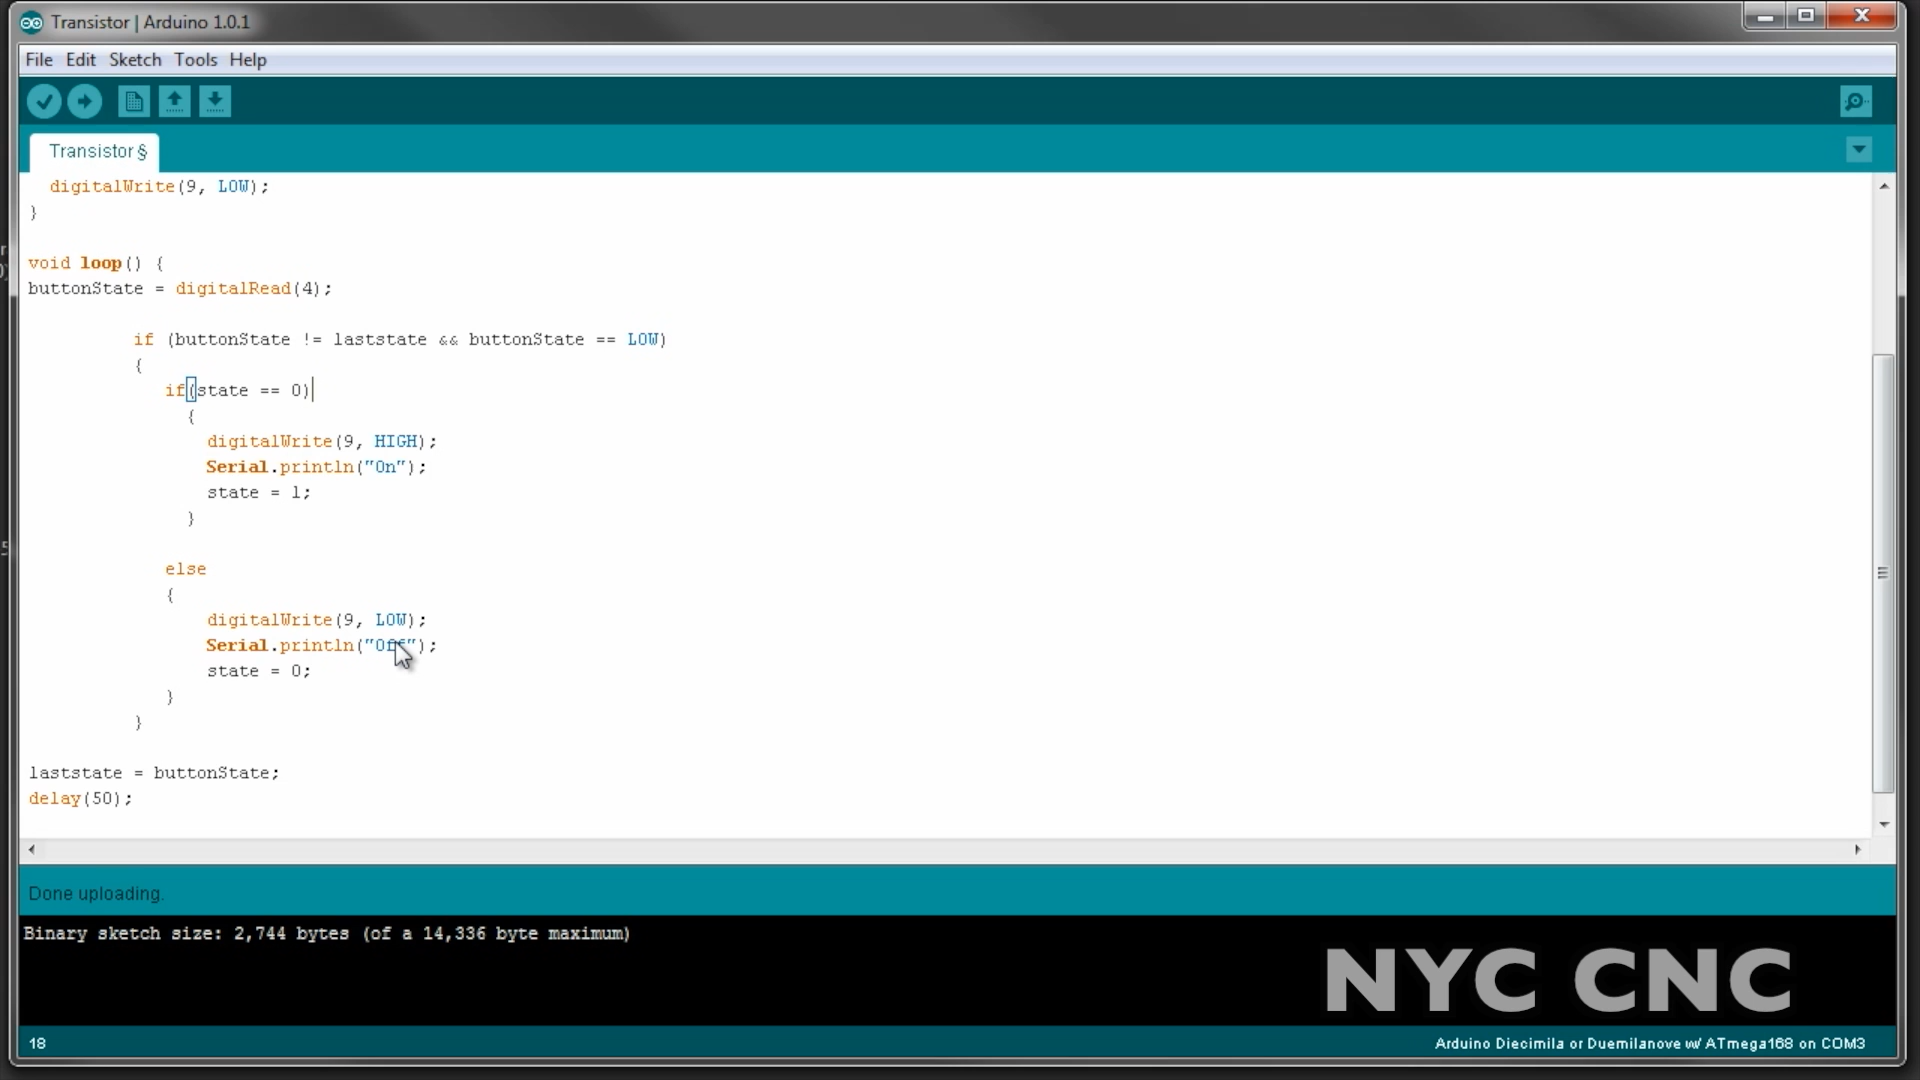 Transistor | Arduino 1.0.1
File Edit Sketch Tools Help
Transistor §
digitalWrite(9, LOW);
}
void loop() {
buttonState = digitalRead(4);
if (buttonState != laststate && buttonState == LOW)
{
if(state == 0)
{
digitalWrite(9, HIGH);
Serial.println("On");
state = 1;
}
else
{
digitalWrite(9, LOW);
Serial.println("Off");
state = 0;
}
}
laststate = buttonState;
delay(50);
Done uploading.
Binary sketch size: 2,744 bytes (of a 14,336 byte maximum)
NYC CNC
18
Arduino Diecimila or Duemilanove w/ ATmega168 on COM3